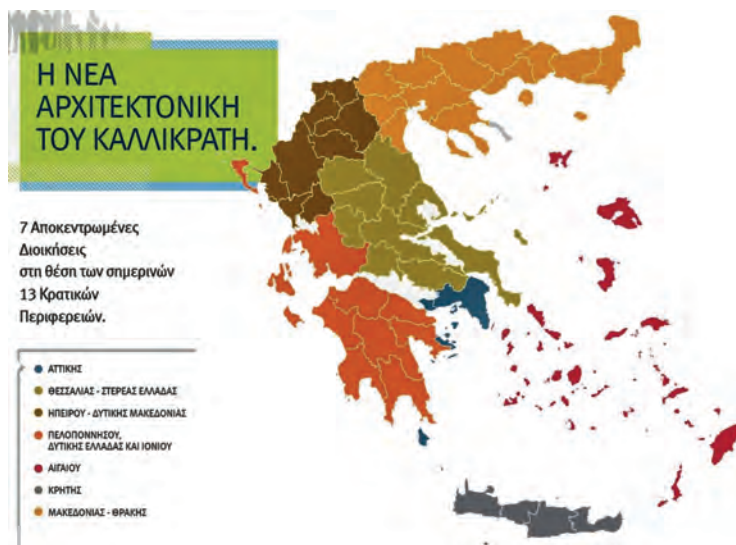 Η ΝΕΑ
ΑΡΧΙΤΕΚΤΟΝΙΚΗ
ΤΟΥ ΚΑΛΛΙΚΡΑΤΗ.
7 Αποκεντρωμένες
Διοικήσεις
στη θέση των σημερινών
13 Κρατικών
Περιφερειών.
ΑΤΤΙΚΗΣ
ΘΕΣΣΑΛΙΑΣ - ΣΤΕΡΕΑΣ ΕΛΛΑΔΑΣ
ΗΠΕΙΡΟΥ - ΔΥΤΙΚΗΣ ΜΑΚΕΔΟΝΙΑΣ
ΠΕΛΟΠΟΝΝΗΣΟΥ,
ΔΥΤΙΚΗΣ ΕΛΛΑΔΑΣ ΚΑΙ ΙΟΝΙΟΥ
ΑΙΓΑΙΟΥ
ΚΡΗΤΗΣ
ΜΑΚΕΔΟΝΙΑΣ - ΘΡΑΚΗΣ